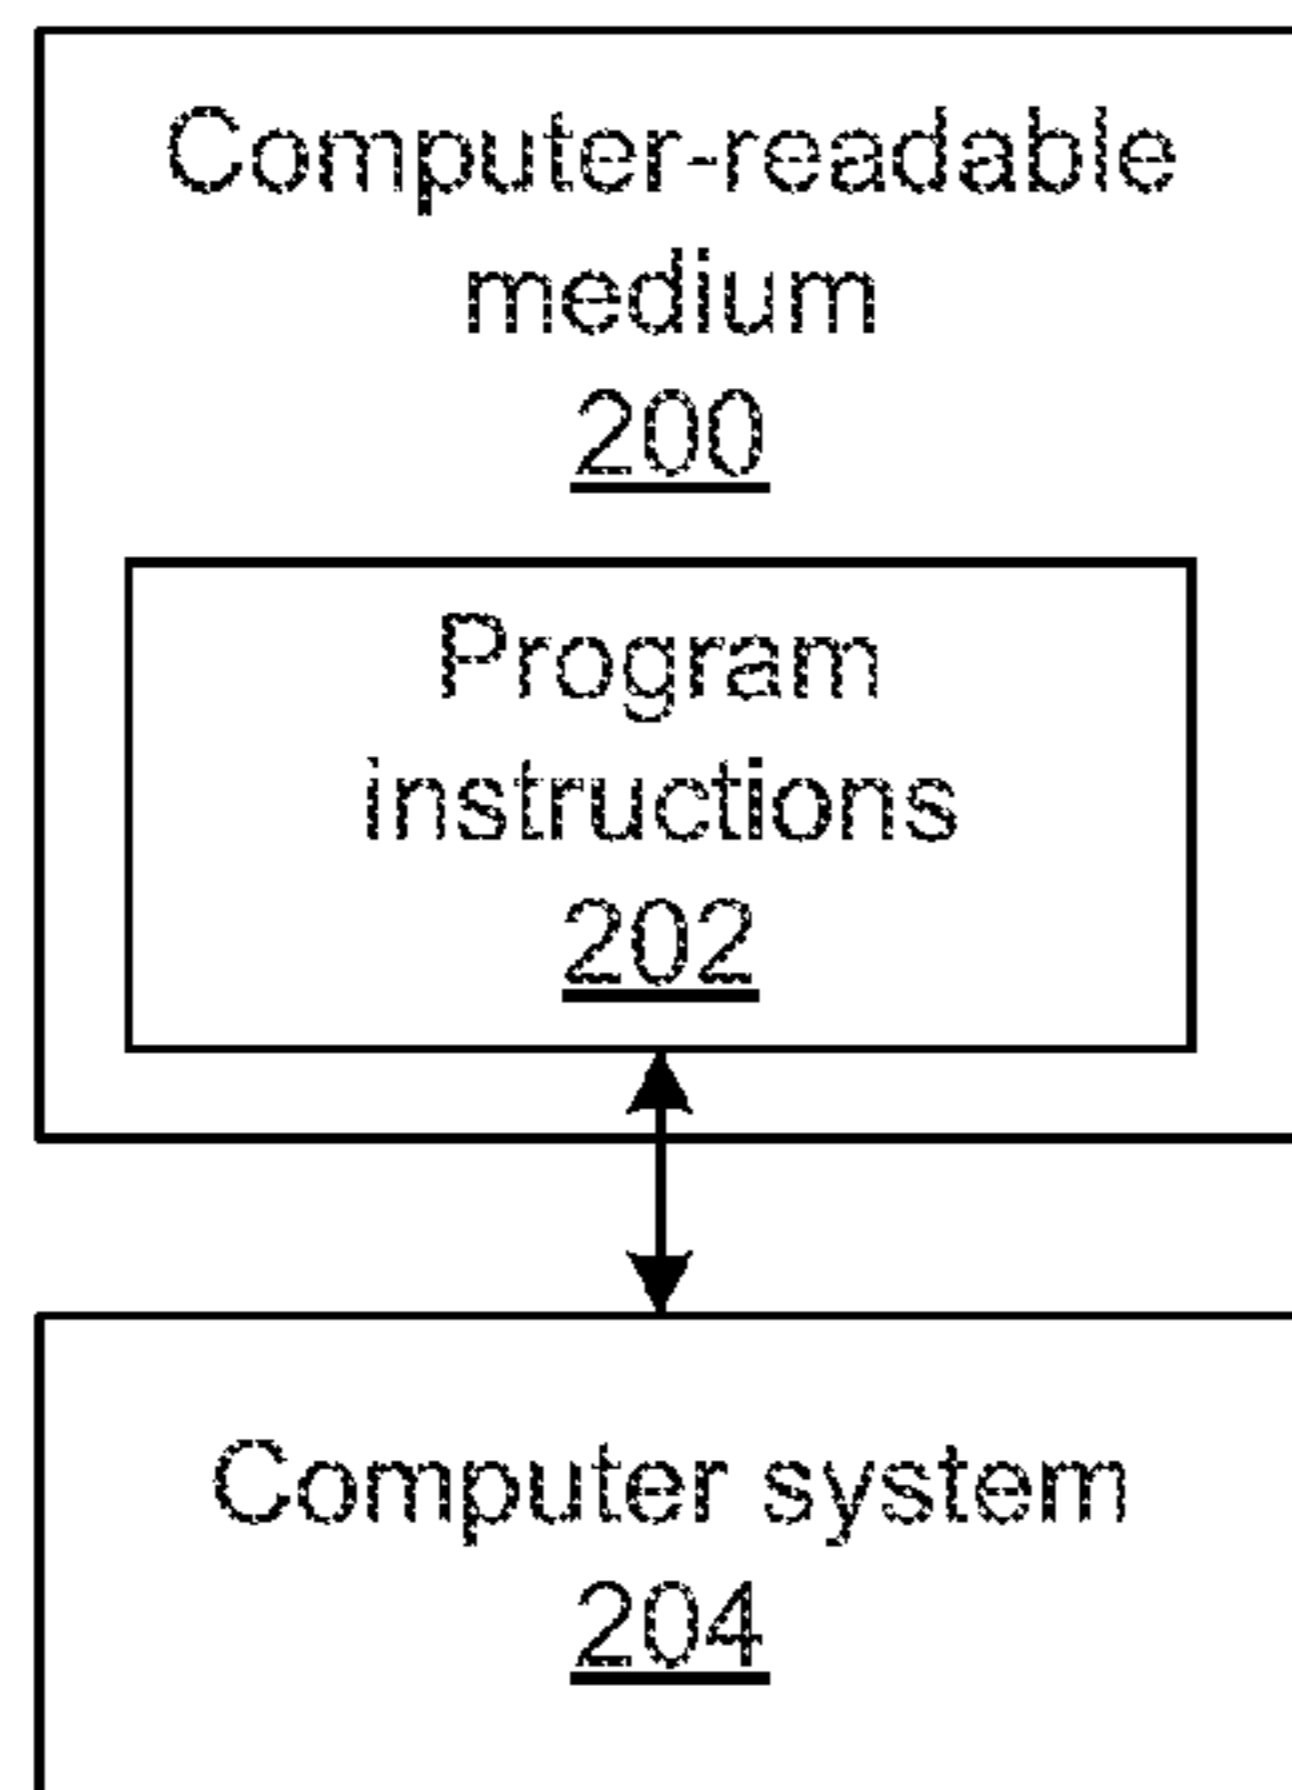 Computer-readable
medium
200
Program
instructions
202
Computer system
204